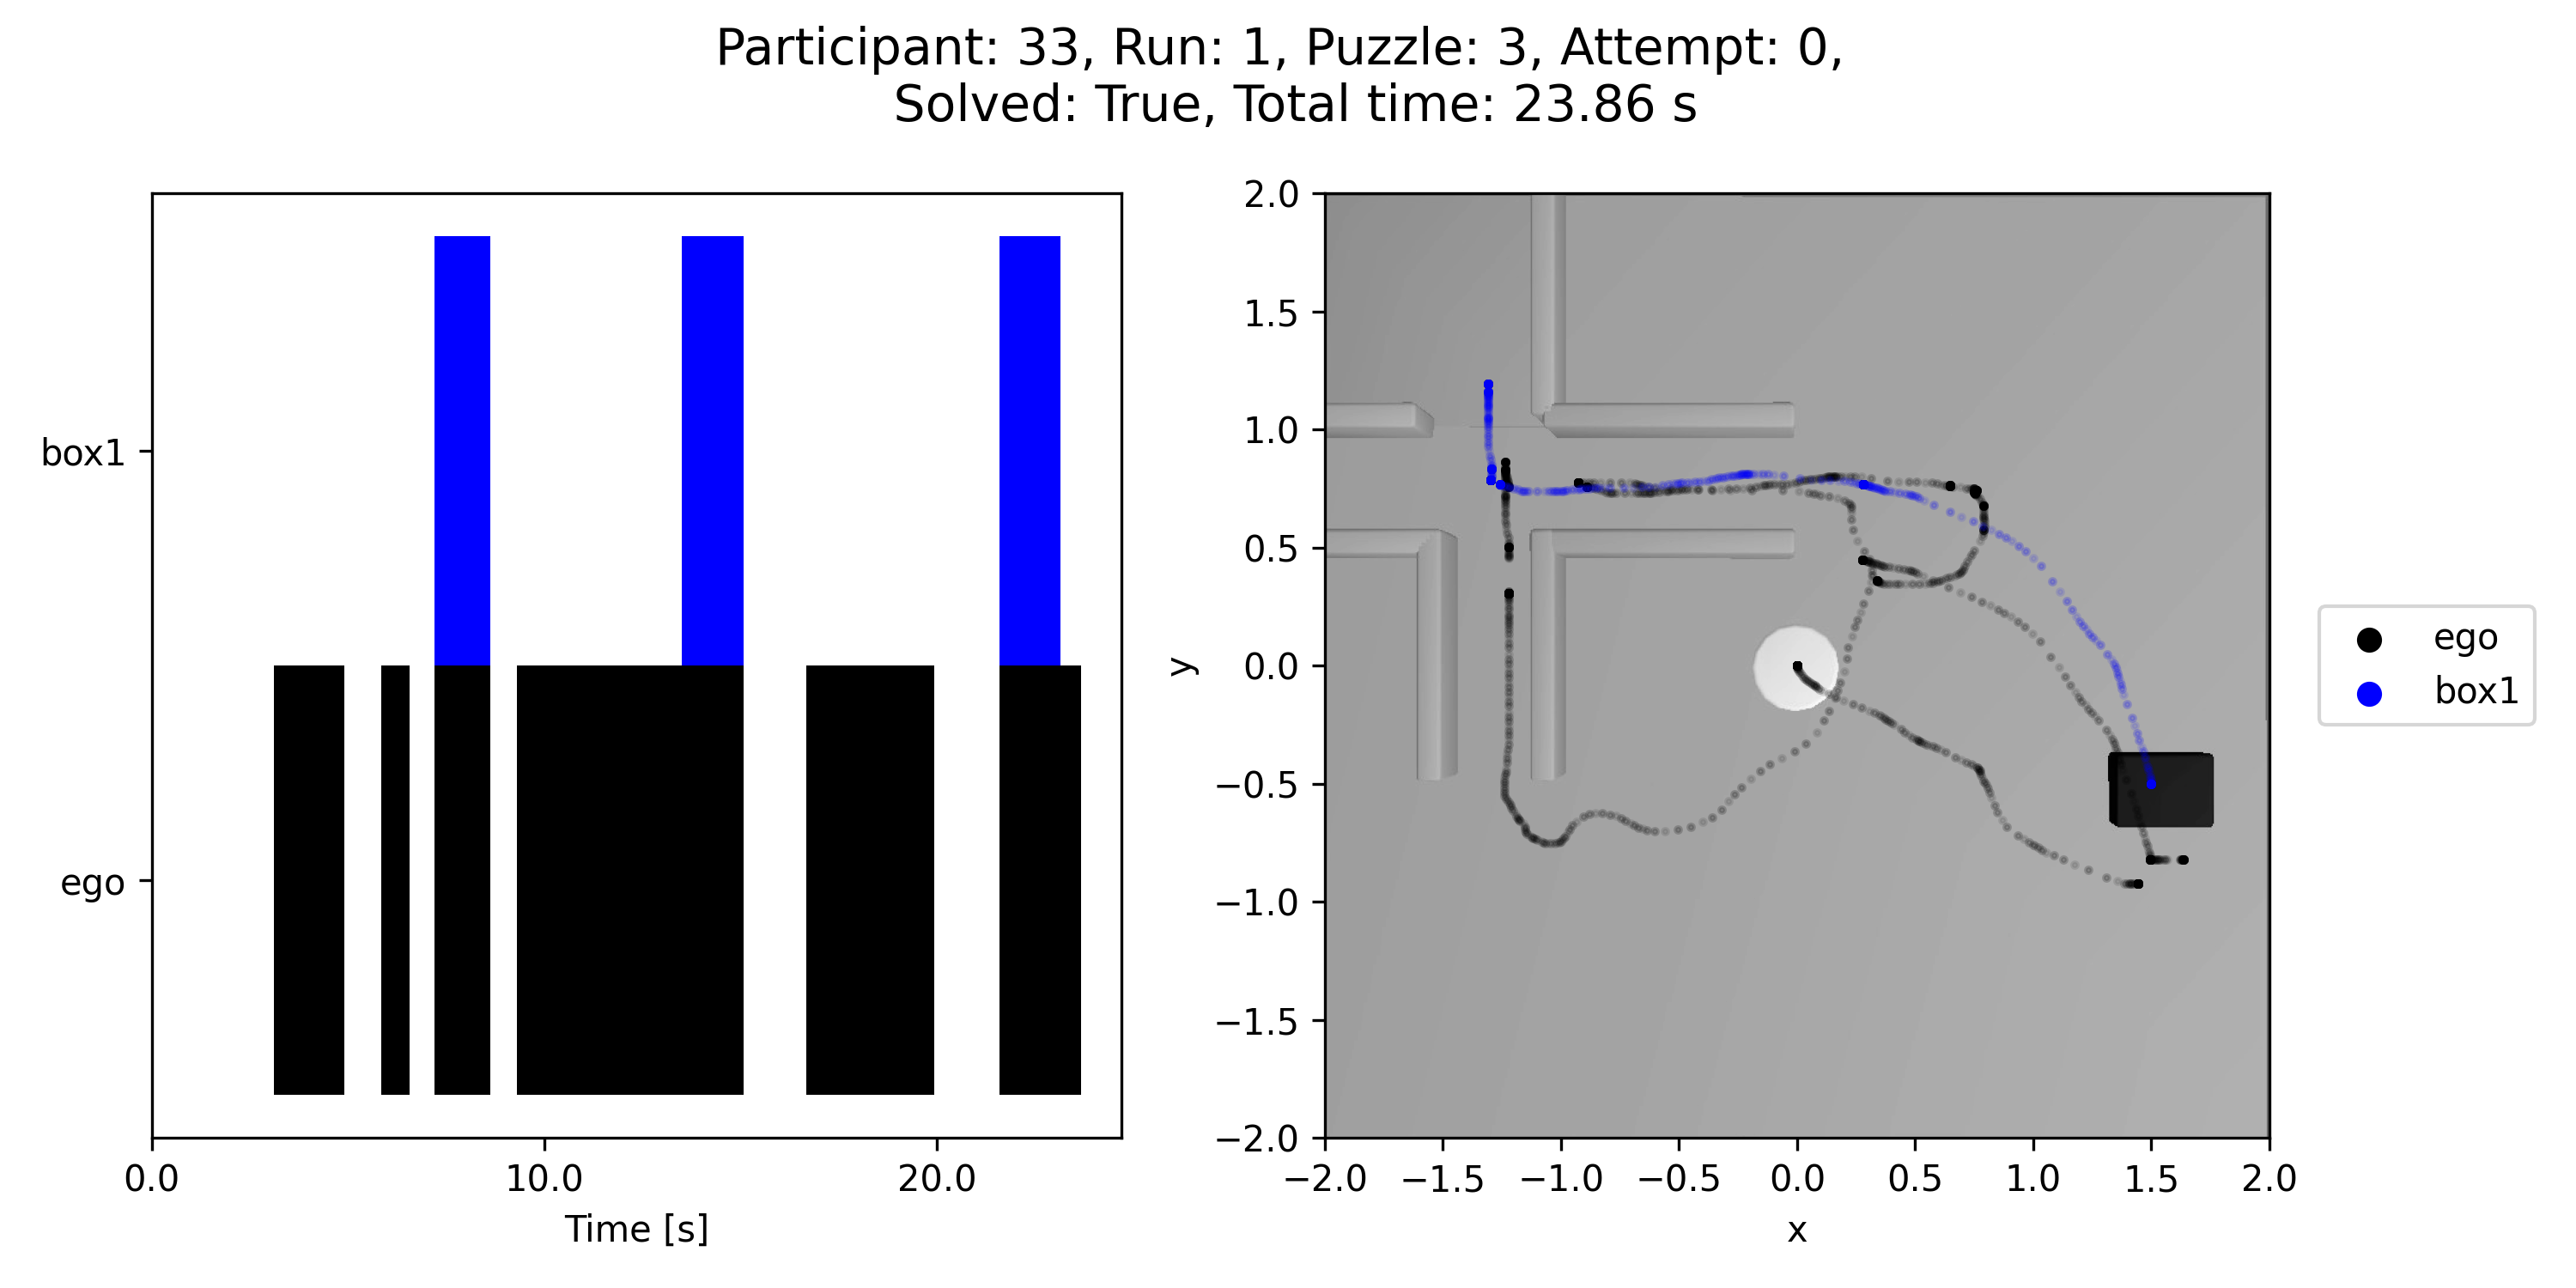 Participant: 33, Run: 1, Puzzle: 3, Attempt: 0,
Solved: True, Total time: 23.86 s
box1
ego
0.0 10.0 20.0
Time [s]
2.0
1.5
1.0
0.5
0.0
−0.5
−1.0
−1.5
−2.0
y
−2.0 −1.5 −1.0 −0.5 0.0 0.5 1.0 1.5 2.0
x
ego
box1